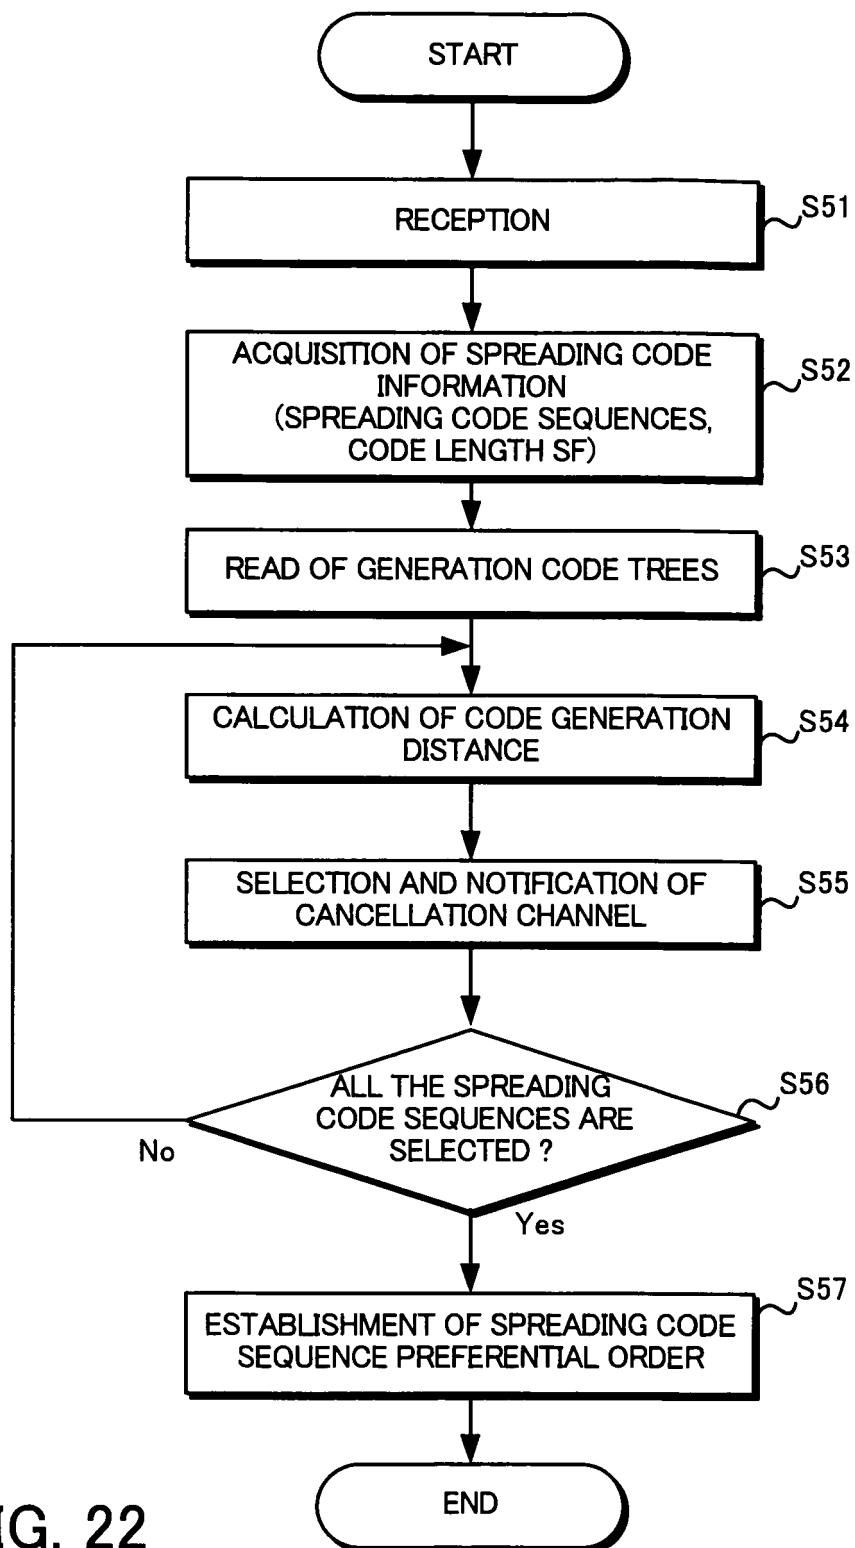 START
RECEPTION
S51
ACQUISITION OF SPREADING CODE
INFORMATION
(SPREADING CODE SEQUENCES,
CODE LENGTH SF)
S52
READ OF GENERATION CODE TREES
S53
CALCULATION OF CODE GENERATION
DISTANCE
S54
SELECTION AND NOTIFICATION OF
CANCELLATION CHANNEL
S55
ALL THE SPREADING
CODE SEQUENCES ARE
SELECTED ?
S56
No
Yes
ESTABLISHMENT OF SPREADING CODE
SEQUENCE PREFERENTIAL ORDER
S57
END
IG. 22